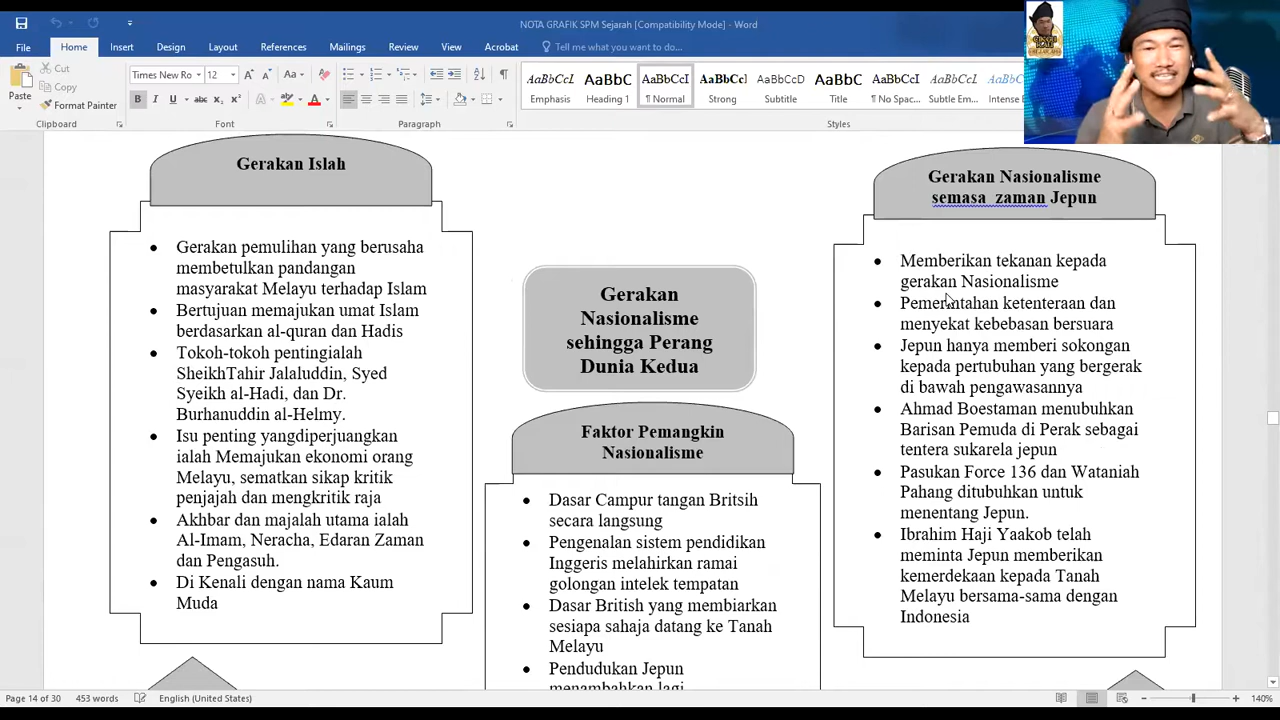 NOTA GRAFIK SPM Sejarah [Compatibility Mode] - Word
File Home Insert Design Layout References Mailings Review View Acrobat Tell me what you want to do...
Paste
Cut
Copy
Format Painter
Clipboard
Times New Ro 12
Font
Paragraph
AaBbCcL AaBbC AaBbCcI AaBbCc] AaBbCcD AaBbC AaBbCcI AaBbCcL
Emphasis Heading 1 ¶ Normal Strong Subtitle Title ¶ No Spac... Subtle Em... Intense
Styles
Gerakan Islah
• Gerakan pemulihan yang berusaha
membetulkan pandangan
masyarakat Melayu terhadap Islam
• Bertujuan memajukan umat Islam
berdasarkan al-quran dan Hadis
• Tokoh-tokoh pentingialah
SheikhTahir Jalaluddin, Syed
Syeikh al-Hadi, dan Dr.
Burhanuddin al-Helmy.
• Isu penting yangdiperjuangkan
ialah Memajukan ekonomi orang
Melayu, sematkan sikap kritik
penjajah dan mengkritik raja
• Akhbar dan majalah utama ialah
Al-Imam, Neracha, Edaran Zaman
dan Pengasuh.
• Di Kenali dengan nama Kaum
Muda
Gerakan
Nasionalisme
sehingga Perang
Dunia Kedua
Faktor Pemangkin
Nasionalisme
• Dasar Campur tangan Britsih
secara langsung
• Pengenalan sistem pendidikan
Inggeris melahirkan ramai
golongan intelek tempatan
• Dasar British yang membiarkan
sesiapa sahaja datang ke Tanah
Melayu
• Pendudukan Jepun
menambahkan lagi
Gerakan Nasionalisme
semasa zaman Jepun
• Memberikan tekanan kepada
gerakan Nasionalisme
• Pemerintahan ketenteraan dan
menyekat kebebasan bersuara
• Jepun hanya memberi sokongan
kepada pertubuhan yang bergerak
di bawah pengawasannya
• Ahmad Boestaman menubuhkan
Barisan Pemuda di Perak sebagai
tentera sukarela jepun
• Pasukan Force 136 dan Wataniah
Pahang ditubuhkan untuk
menentang Jepun.
• Ibrahim Haji Yaakob telah
meminta Jepun memberikan
kemerdekaan kepada Tanah
Melayu bersama-sama dengan
Indonesia
Page 14 of 30 453 words English (United States) 140%